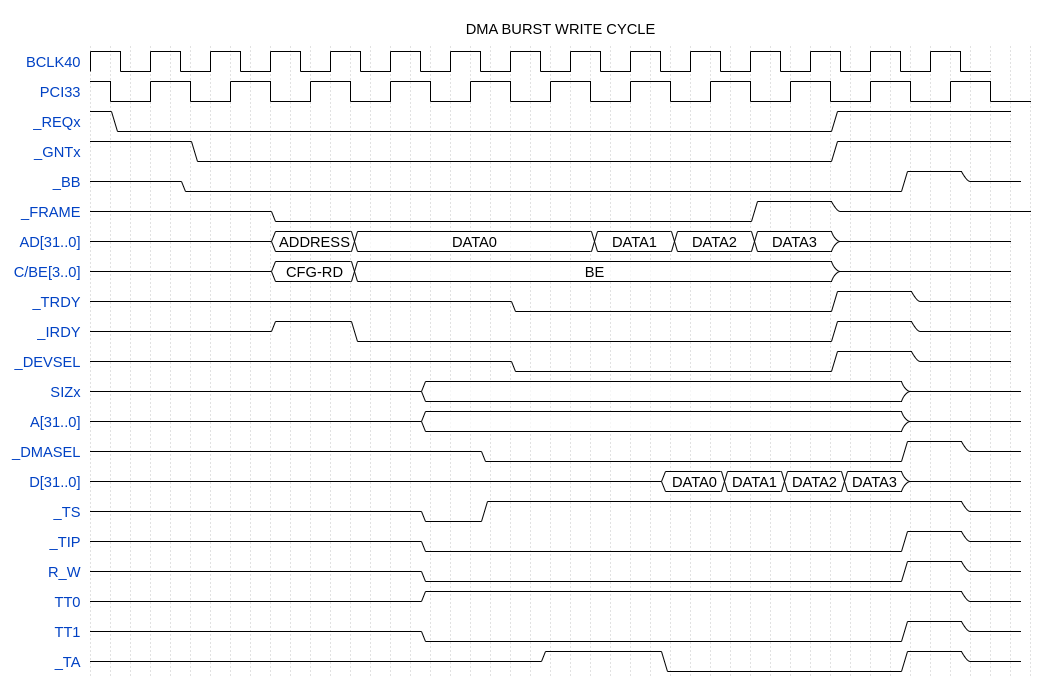 DMA BURST WRITE CYCLE
BCLK40
PCI33
_REQx
_GNTx
_BB
_FRAME
AD[31..0] ADDRESS DATA0 DATA1 DATA2 DATA3
C/BE[3..0] CFG-RD BE
_TRDY
_IRDY
_DEVSEL
SIZx
A[31..0]
_DMASEL
D[31..0] DATA0 DATA1 DATA2 DATA3
_TS
_TIP
R_W
TT0
TT1
_TA